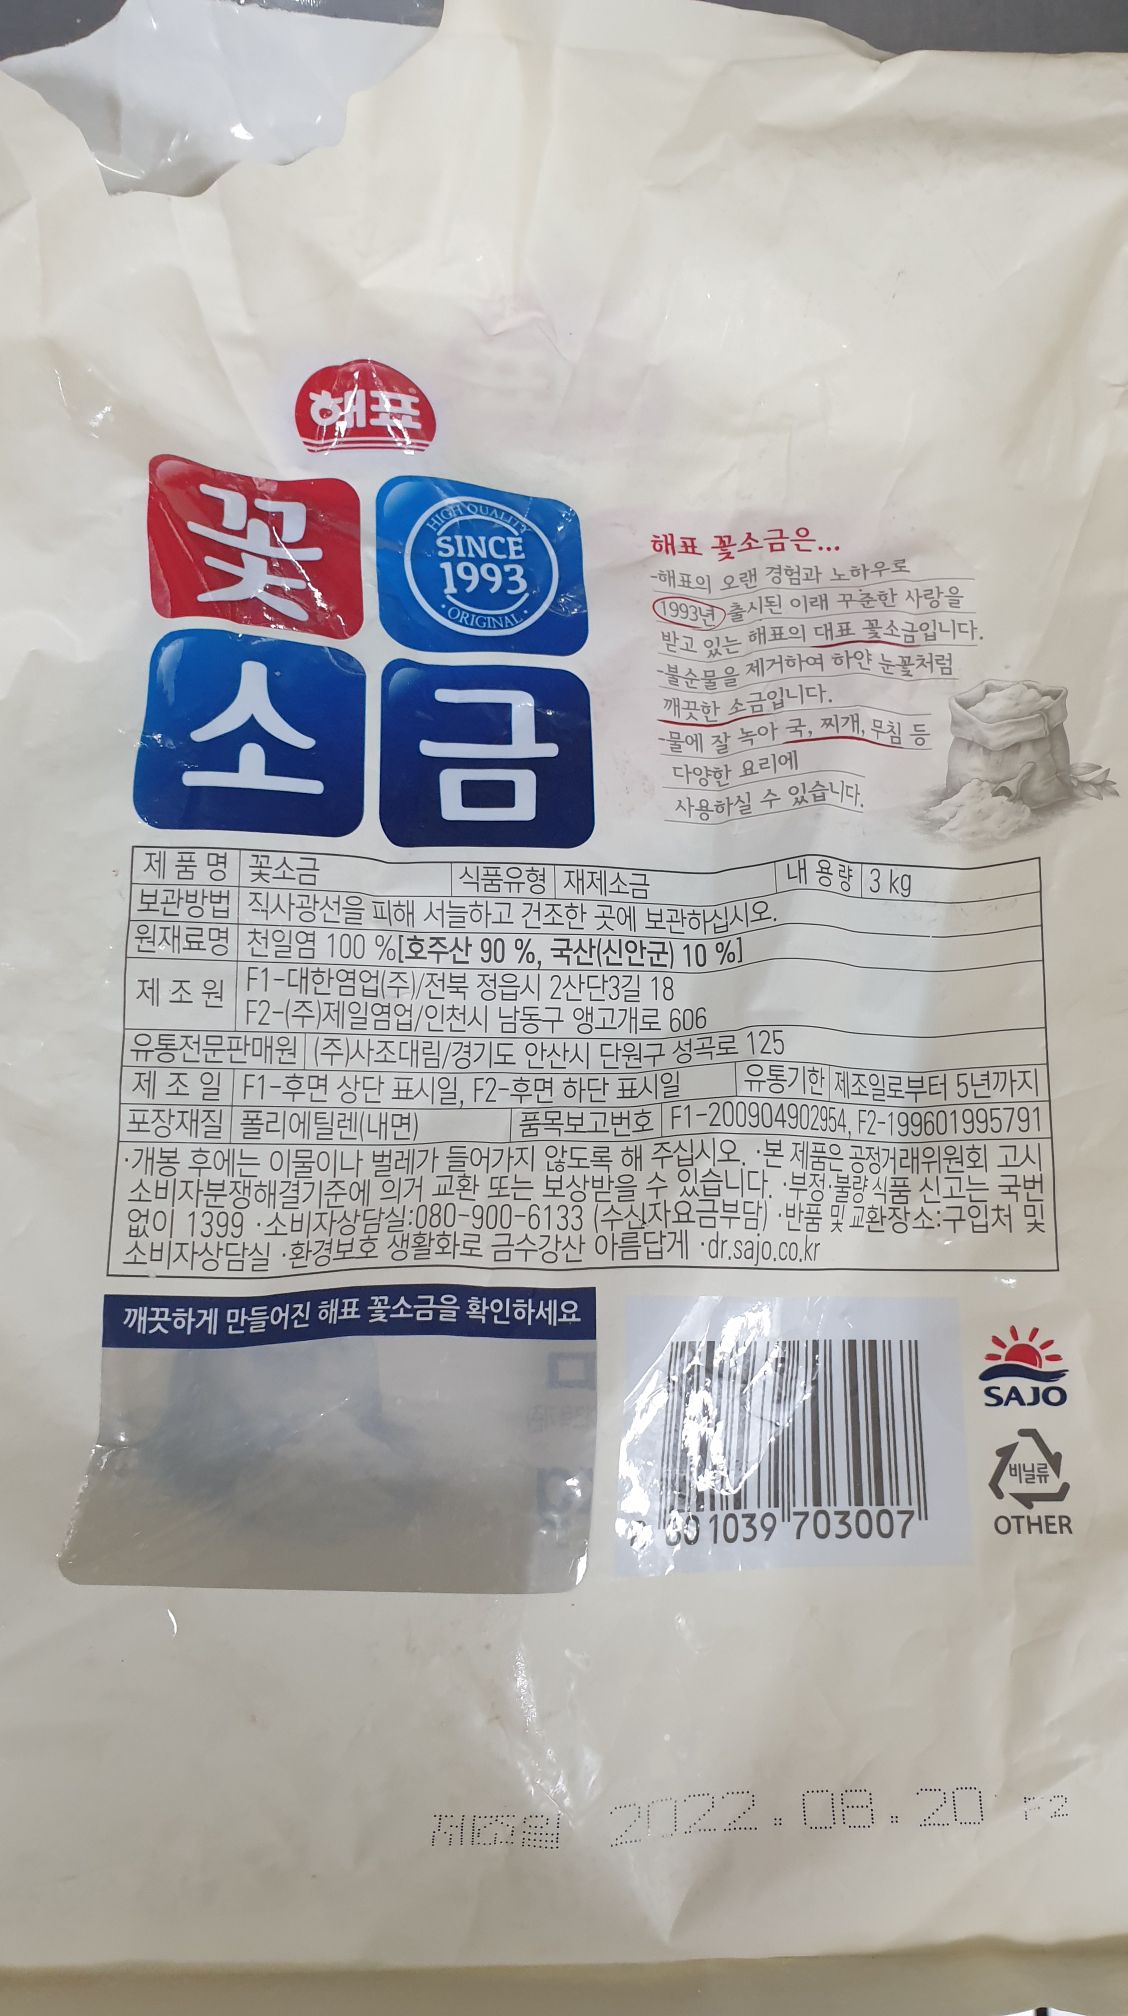 해표
꽃
HIGH QUALITY
SINCE
1993
· ORIGINAL ·
소 금
해표 꽃소금은...
-해표의 오랜 경험과 노하우로
1993년 출시된 이래 꾸준한 사랑을
받고 있는 해표의 대표 꽃소금입니다.
-불순물을 제거하여 하얀 눈꽃처럼
깨끗한 소금입니다.
-물에 잘 녹아 국, 찌개, 무침 등
다양한 요리에
사용하실 수 있습니다.
제 품 명 꽃소금 식품유형 재제소금 내 용 량 3 kg
보관방법 직사광선을 피해 서늘하고 건조한 곳에 보관하십시오.
원재료명 천일염 100 %[호주산 90 %, 국산(신안군) 10 %]
제 조 원 F1-대한염업(주)/전북 정읍시 2산단3길 18
F2-(주)제일염업/인천시 남동구 앵고개로 606
유통전문판매원 (주)사조대림/경기도 안산시 단원구 성곡로 125
제 조 일 F1-후면 상단 표시일, F2-후면 하단 표시일 유통기한 제조일로부터 5년까지
포장재질 폴리에틸렌(내면) 품목보고번호 F1-200904902954, F2-199601995791
·개봉 후에는 이물이나 벌레가 들어가지 않도록 해 주십시오. ·본 제품은 공정거래위원회 고시
소비자분쟁해결기준에 의거 교환 또는 보상받을 수 있습니다. ·부정·불량 식품 신고는 국번
없이 1399 ·소비자상담실:080-900-6133 (수신자요금부담) ·반품 및 교환장소:구입처 및
소비자상담실 ·환경보호 생활화로 금수강산 아름답게 ·dr.sajo.co.kr
깨끗하게 만들어진 해표 꽃소금을 확인하세요
SAJO
비닐류
OTHER
1039 703007
제조일 2022.08.20 F2